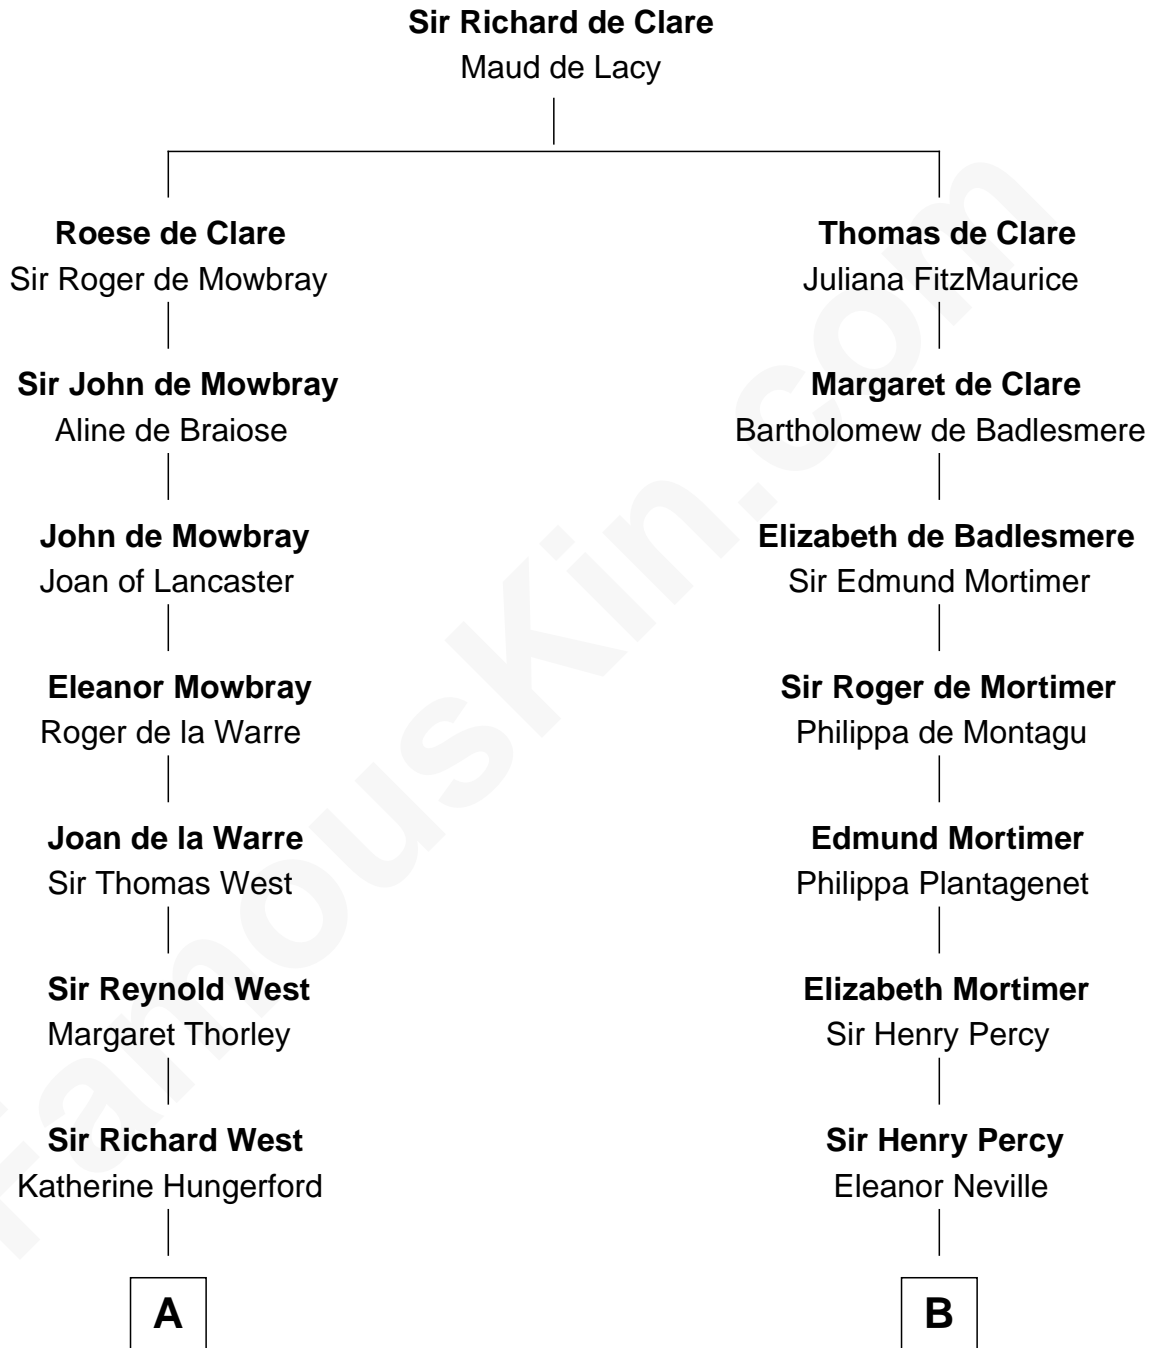 Sir Richard de Clare
Maud de Lacy
Roese de Clare
Sir Roger de Mowbray
Sir John de Mowbray
Aline de Braiose
John de Mowbray
Joan of Lancaster
Eleanor Mowbray
Roger de la Warre
Joan de la Warre
Sir Thomas West
Sir Reynold West
Margaret Thorley
Sir Richard West
Katherine Hungerford
A
Thomas de Clare
Juliana FitzMaurice
Margaret de Clare
Bartholomew de Badlesmere
Elizabeth de Badlesmere
Sir Edmund Mortimer
Sir Roger de Mortimer
Philippa de Montagu
Edmund Mortimer
Philippa Plantagenet
Elizabeth Mortimer
Sir Henry Percy
Sir Henry Percy
Eleanor Neville
B
FamousKin.com